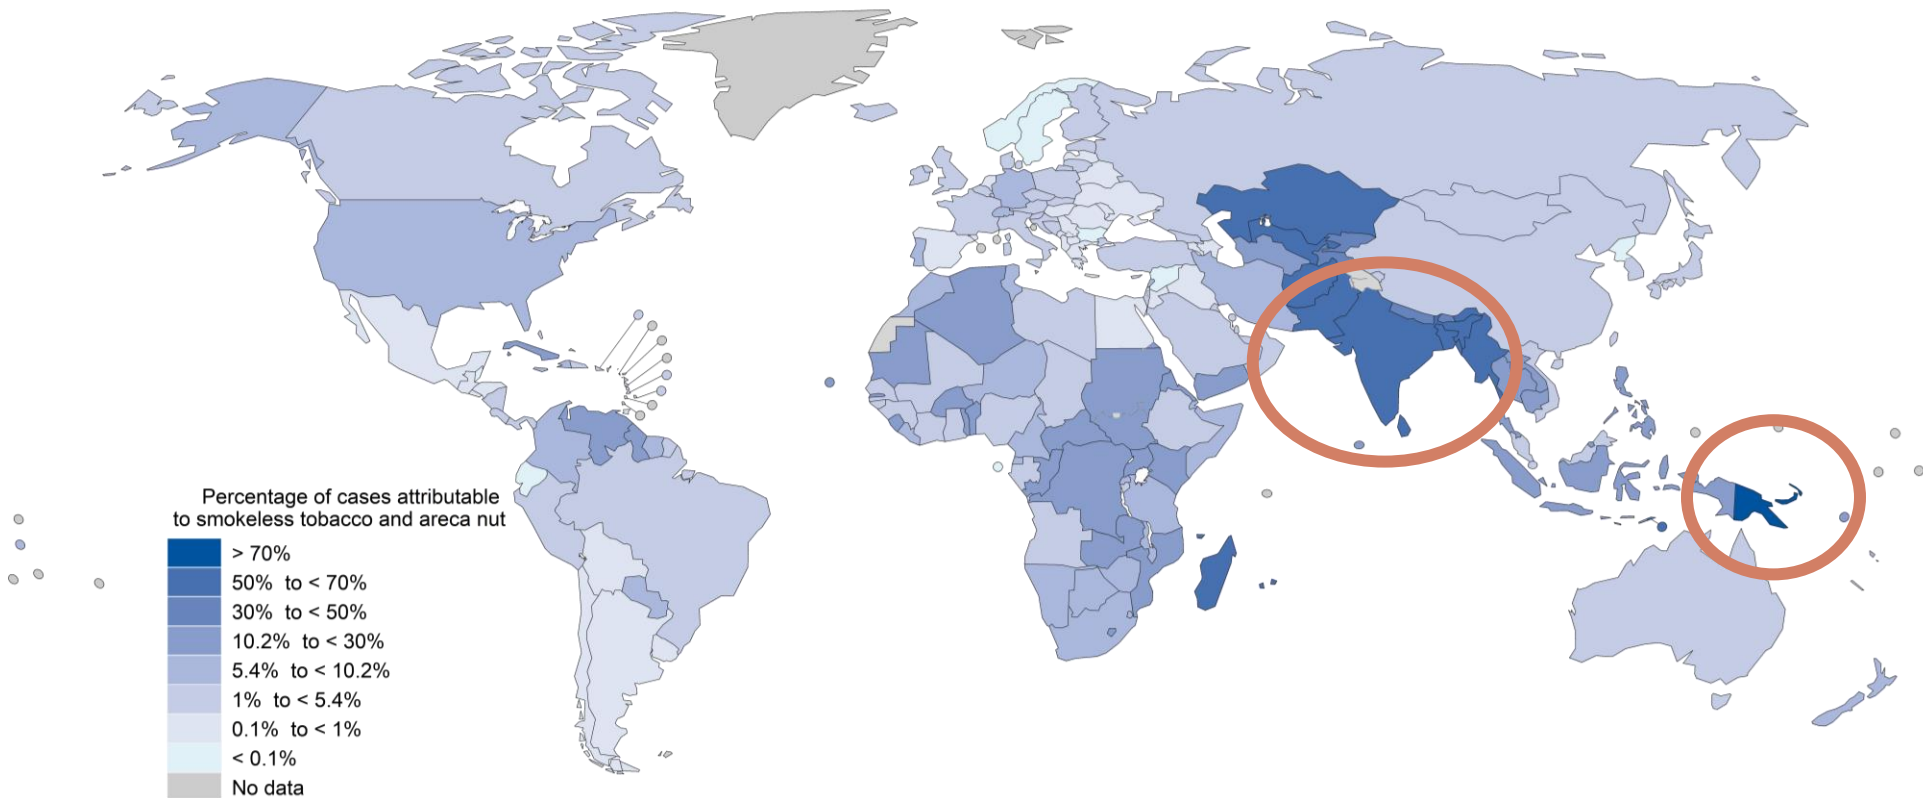 Percentage of cases attributable
to smokeless tobacco and areca nut
> 70%
50% to < 70%
30% to < 50%
10.2% to < 30%
5.4% to < 10.2%
1% to < 5.4%
0.1% to < 1%
< 0.1%
No data